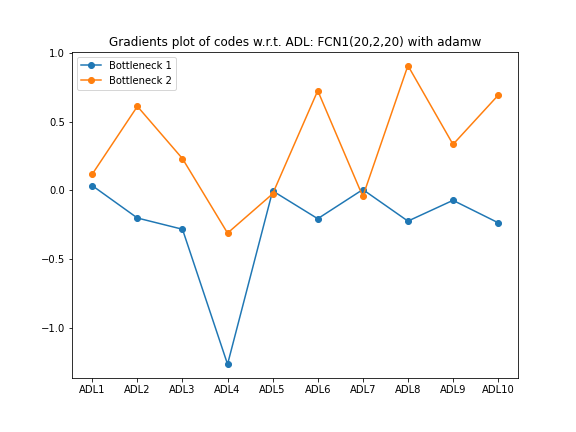 Gradients plot of codes w.r.t. ADL: FCN1(20,2,20) with adamw
Bottleneck 1
Bottleneck 2
1.0
0.5
0.0
−0.5
−1.0
ADL1 ADL2 ADL3 ADL4 ADL5 ADL6 ADL7 ADL8 ADL9 ADL10